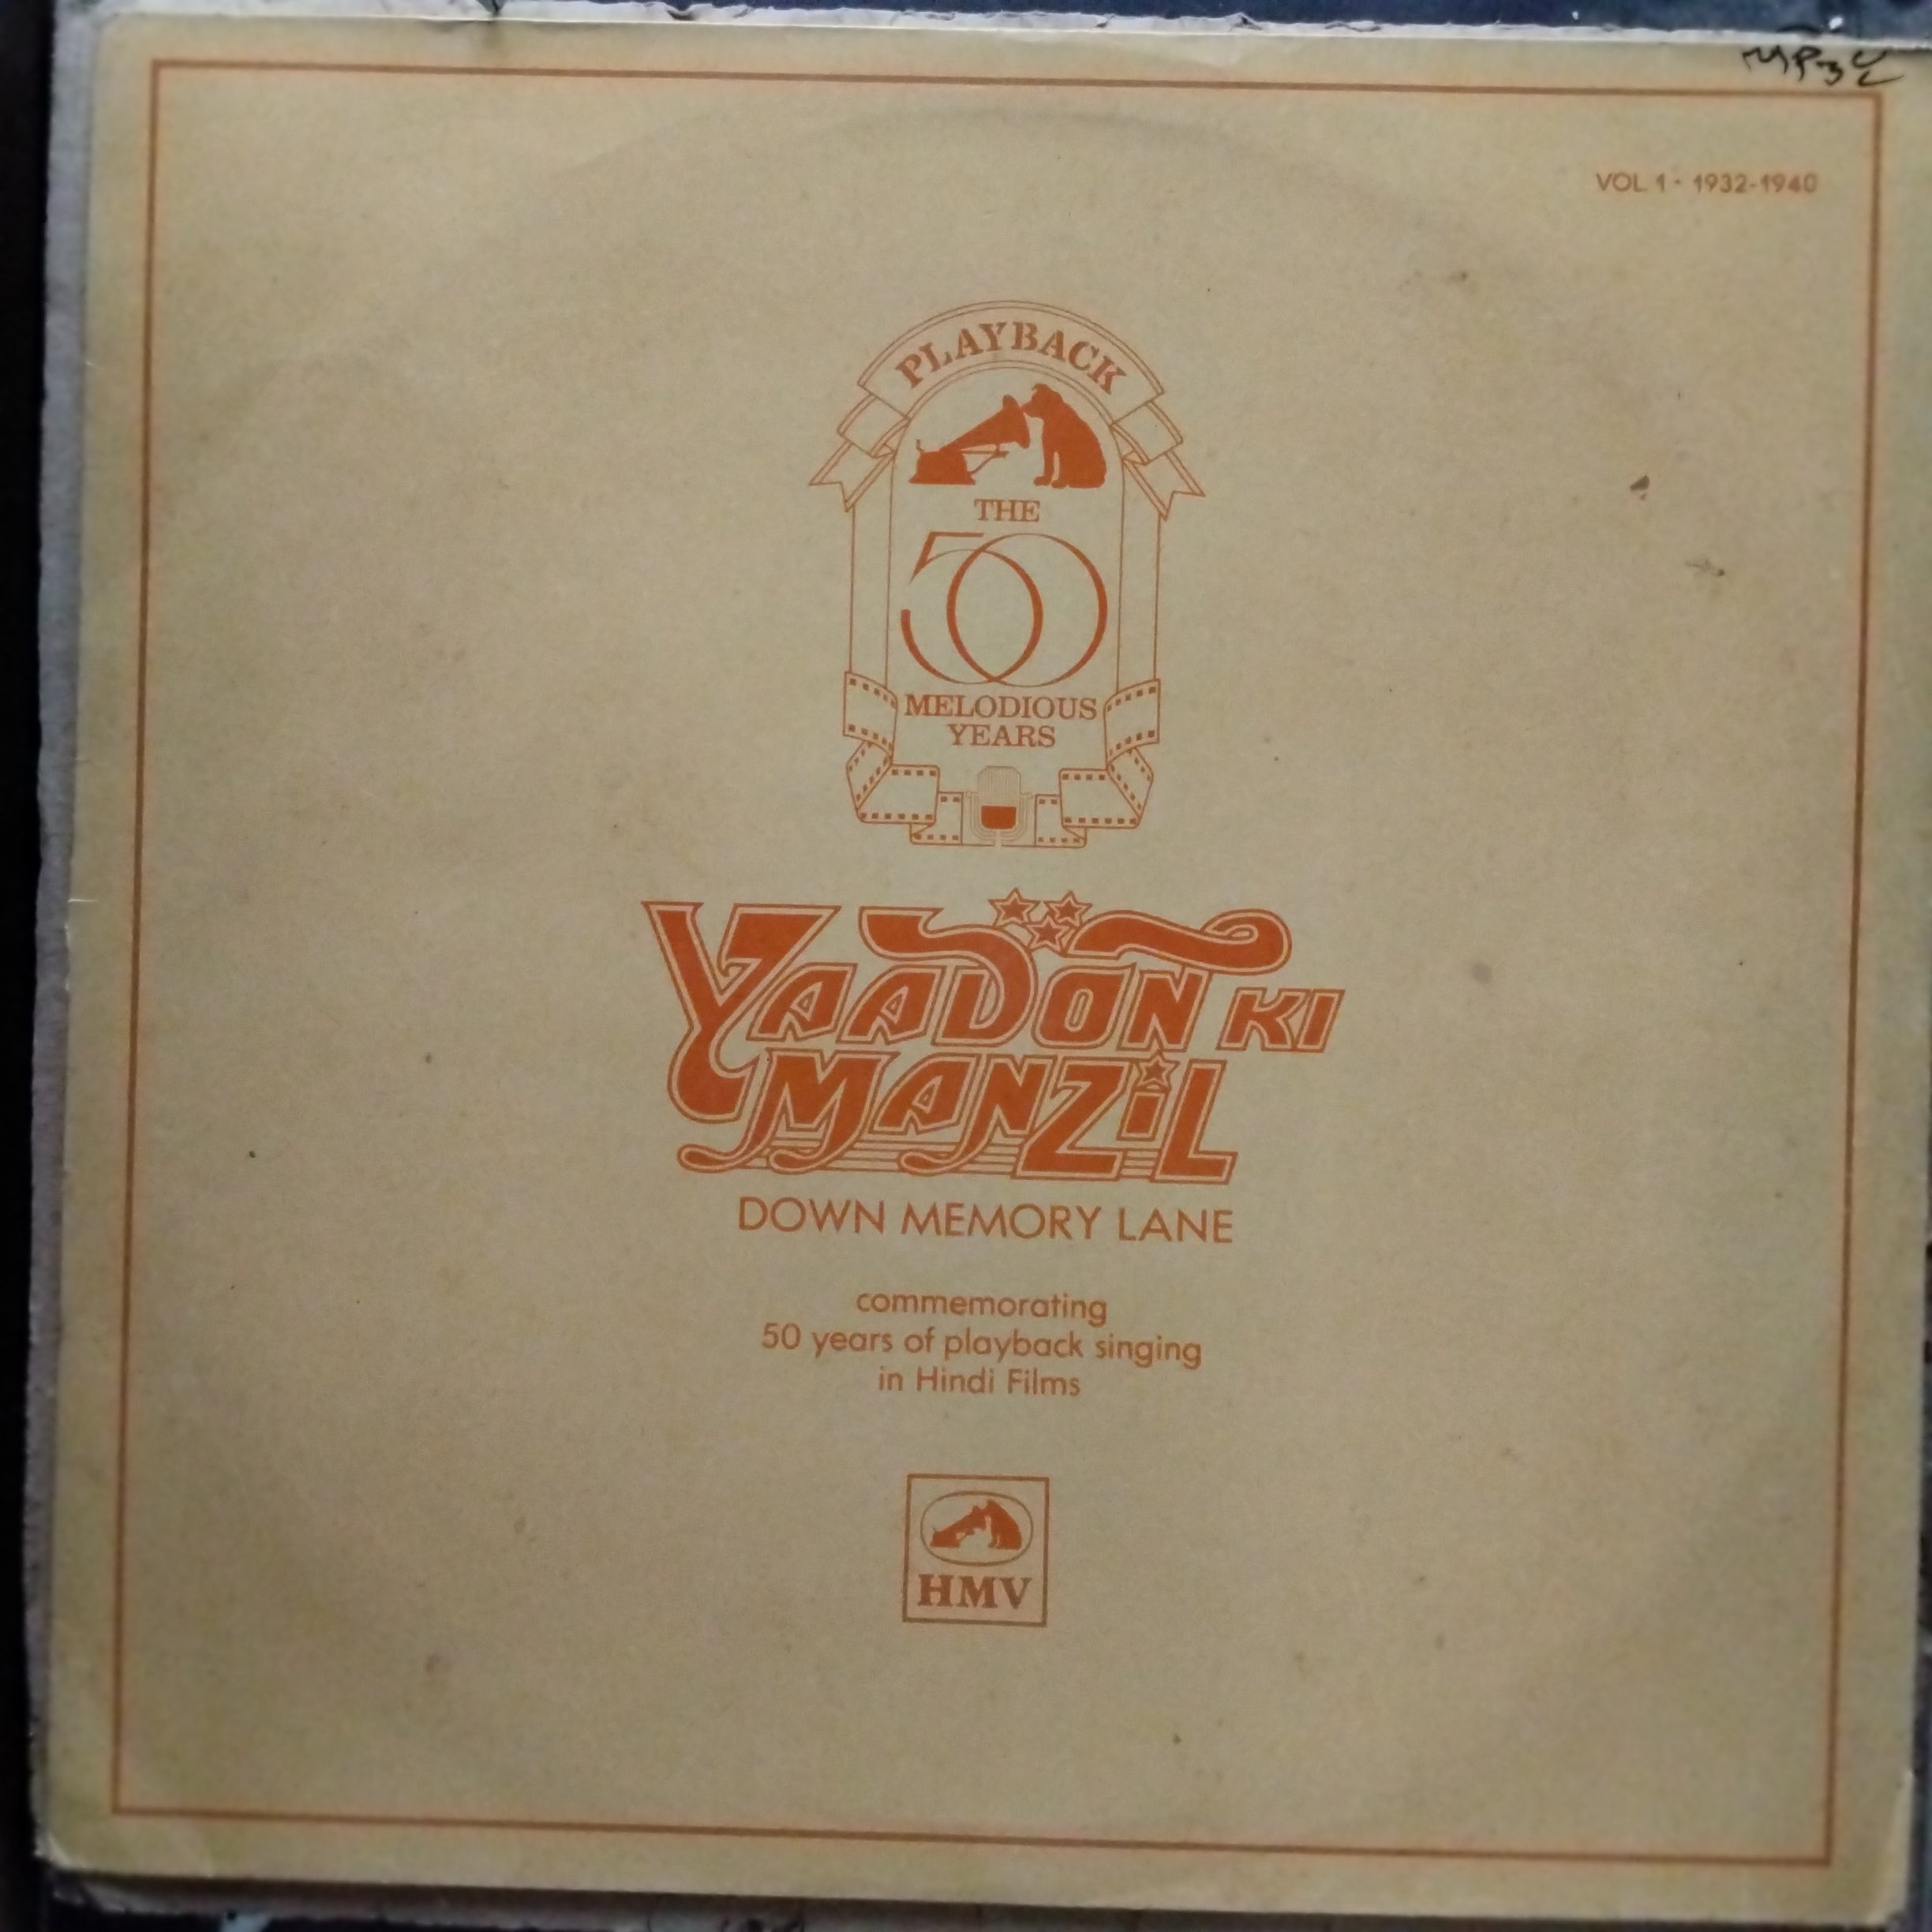 VOL 1 · 1932-1940
PLAYBACK
THE
50
MELODIOUS
YEARS
YAADON KI
MANZIL
DOWN MEMORY LANE
commemorating
50 years of playback singing
in Hindi Films
HMV